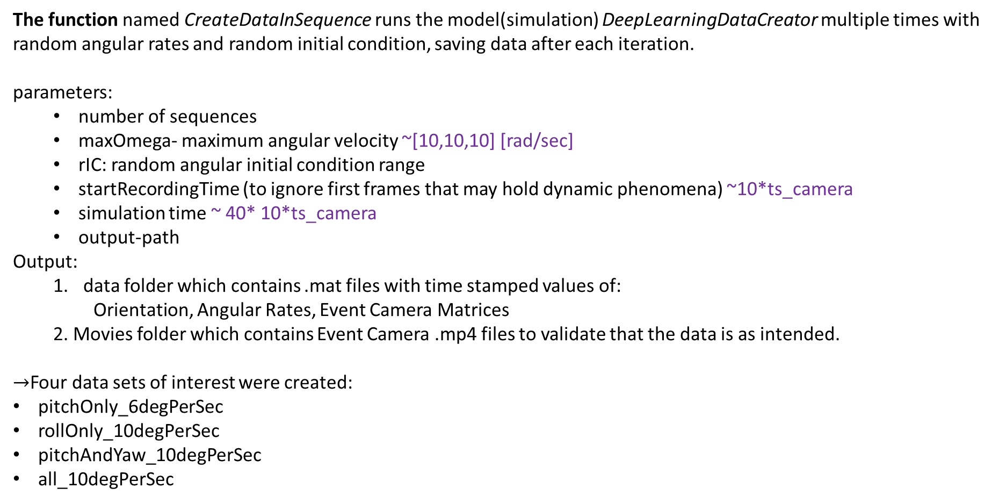 The function named CreateDataInSequence runs the model(simulation) DeepLearningDataCreator multiple times with
random angular rates and random initial condition, saving data after each iteration.
parameters:
• number of sequences
• maxOmega- maximum angular velocity ~[10,10,10] [rad/sec]
• rIC: random angular initial condition range
• startRecordingTime (to ignore first frames that may hold dynamic phenomena) ~10*ts_camera
• simulation time ~ 40* 10*ts_camera
• output-path
Output:
1. data folder which contains .mat files with time stamped values of:
Orientation, Angular Rates, Event Camera Matrices
2. Movies folder which contains Event Camera .mp4 files to validate that the data is as intended.
→Four data sets of interest were created:
• pitchOnly_6degPerSec
• rollOnly_10degPerSec
• pitchAndYaw_10degPerSec
• all_10degPerSec